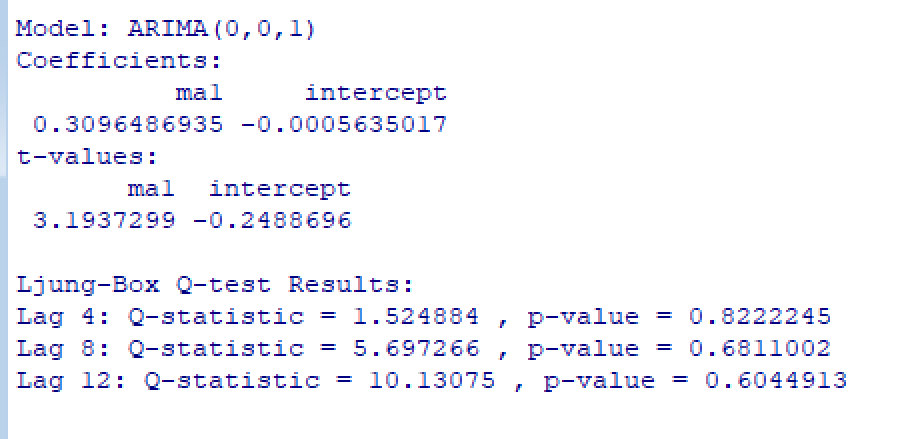 Model: ARIMA(0,0,1)
Coefficients:
ma1 intercept
0.3096486935 -0.0005635017
t-values:
ma1 intercept
3.1937299 -0.2488696
Ljung-Box Q-test Results:
Lag 4: Q-statistic = 1.524884 , p-value = 0.8222245
Lag 8: Q-statistic = 5.697266 , p-value = 0.6811002
Lag 12: Q-statistic = 10.13075 , p-value = 0.6044913